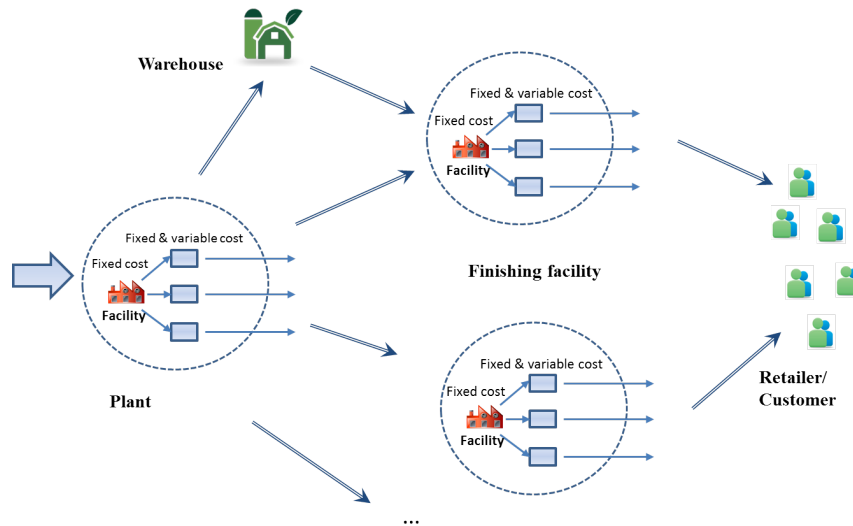 Warehouse
Fixed & variable cost
Fixed cost
Facility
Fixed & variable cost
Fixed cost
Facility
Plant
Finishing facility
Fixed & variable cost
Fixed cost
Facility
Retailer/
Customer
...